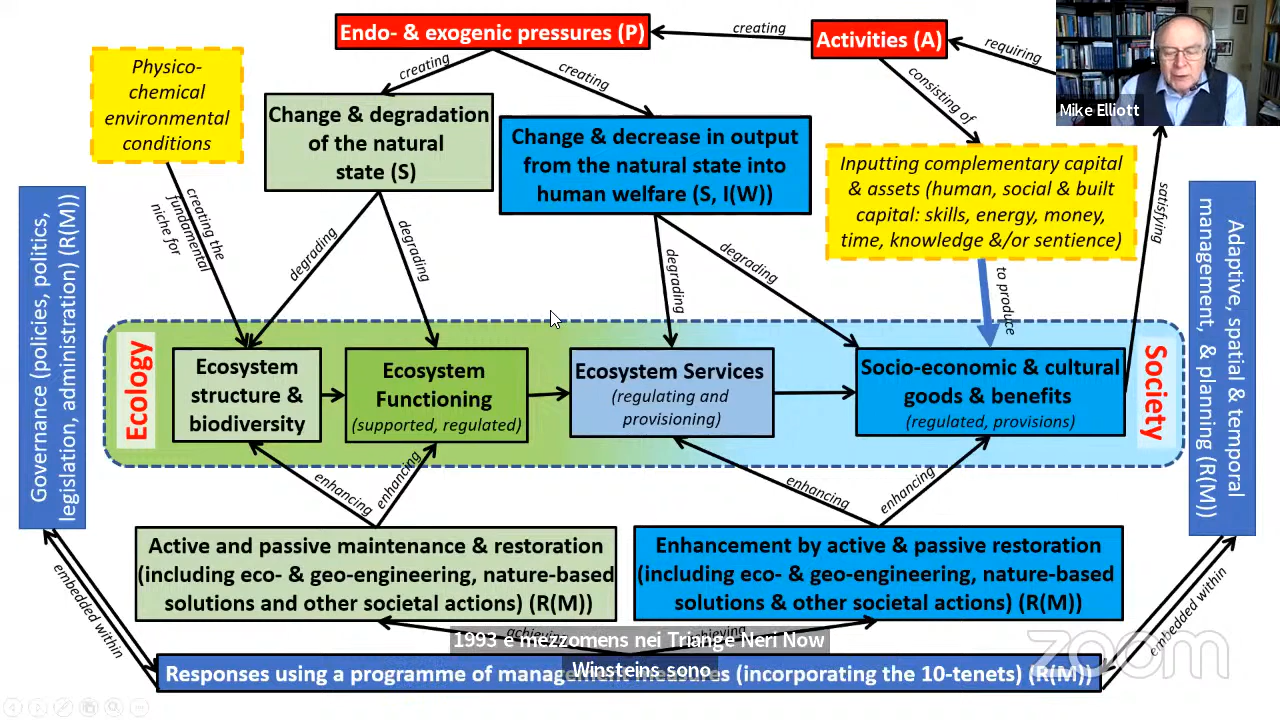 Endo- & exogenic pressures (P)
creating
Activities (A)
requiring
Mike Elliott
Physico-
chemical
environmental
conditions
creating
creating
consisting of
Change & degradation
of the natural
state (S)
Change & decrease in output
from the natural state into
human welfare (S, I(W))
Inputting complementary capital
& assets (human, social & built
capital: skills, energy, money,
time, knowledge &/or sentience)
creating the
fundamental
niche for
degrading
degrading
degrading
degrading
to produce
satisfying
Governance (policies, politics,
legislation, administration) (R(M))
Adaptive, spatial & temporal
management, & planning (R(M))
Ecology
Ecosystem
structure &
biodiversity
Ecosystem
Functioning
(supported, regulated)
Ecosystem Services
(regulating and
provisioning)
Socio-economic & cultural
goods & benefits
(regulated, provisions)
Society
enhancing
enhancing
enhancing
enhancing
Active and passive maintenance & restoration
(including eco- & geo-engineering, nature-based
solutions and other societal actions) (R(M))
Enhancement by active & passive restoration
(including eco- & geo-engineering, nature-based
solutions & other societal actions) (R(M))
embedded within
embedded within
achieving
achieving
1993 e mezzomens nei Triange Neri Now
Winsteins sono
Responses using a programme of management measures (incorporating the 10-tenets) (R(M))
zoom